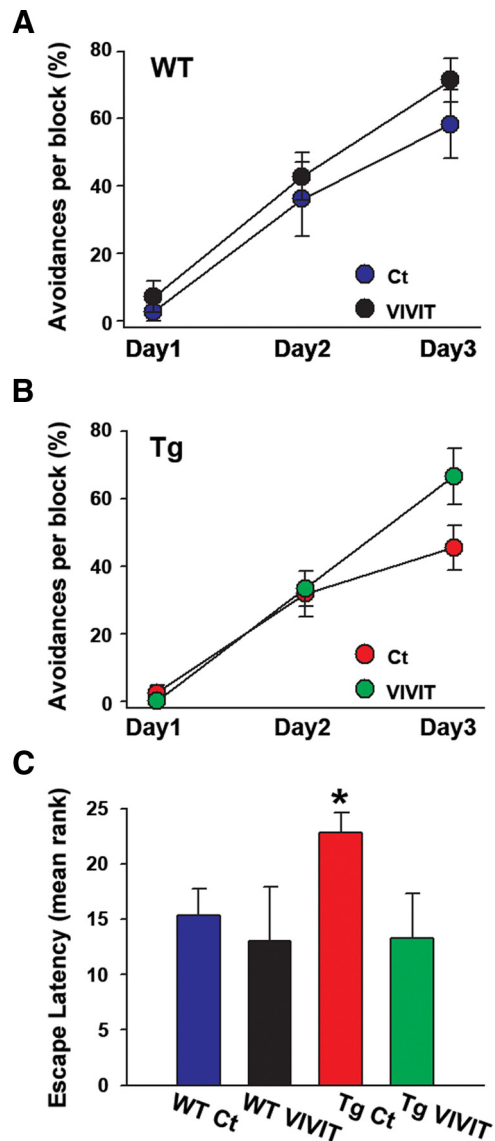 A
Avoidances per block (%)
80
60
40
20
0
WT
Ct
VIVIT
Day1 Day2 Day3
B
Avoidances per block (%)
80
60
40
20
0
Tg
Ct
VIVIT
Day1 Day2 Day3
C
Escape Latency (mean rank)
25
20
15
10
5
0
*
WT Ct WT VIVIT Tg Ct Tg VIVIT